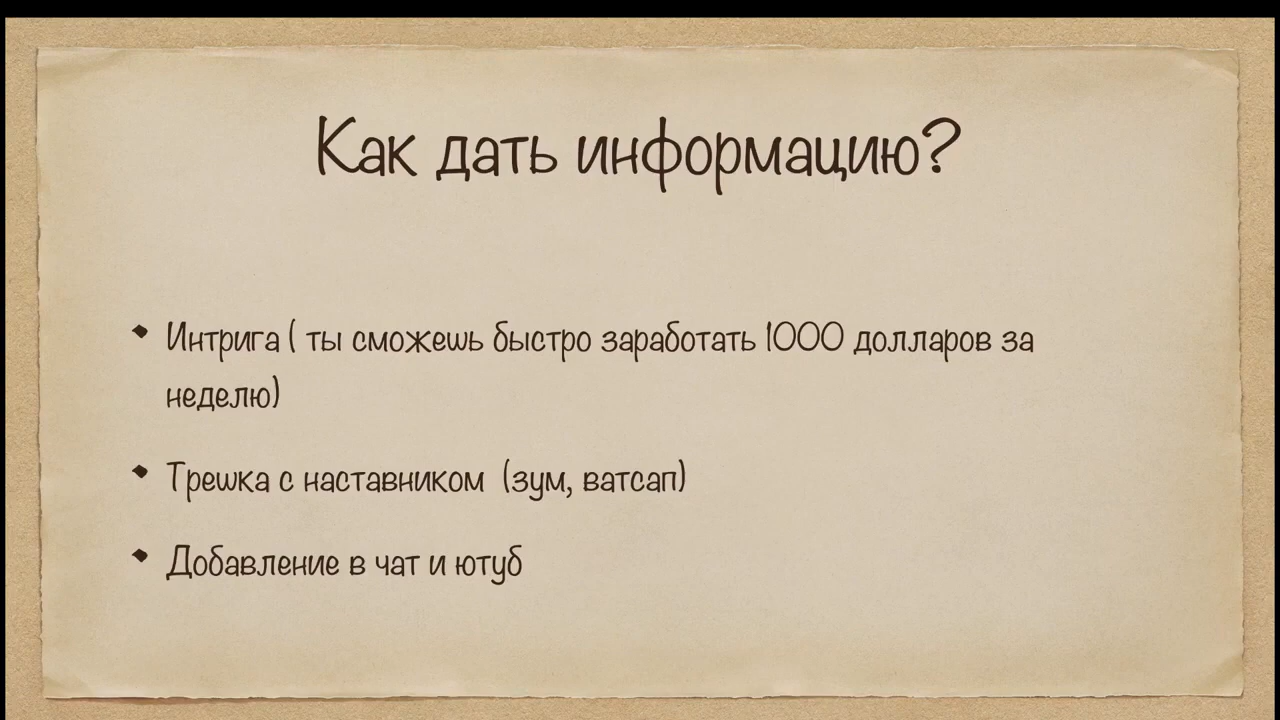 Как дать информацию?
• Интрига ( ты сможешь быстро заработать 1000 долларов за
неделю)
• Трешка с наставником (зум, ватсап)
• Добавление в чат и ютуб